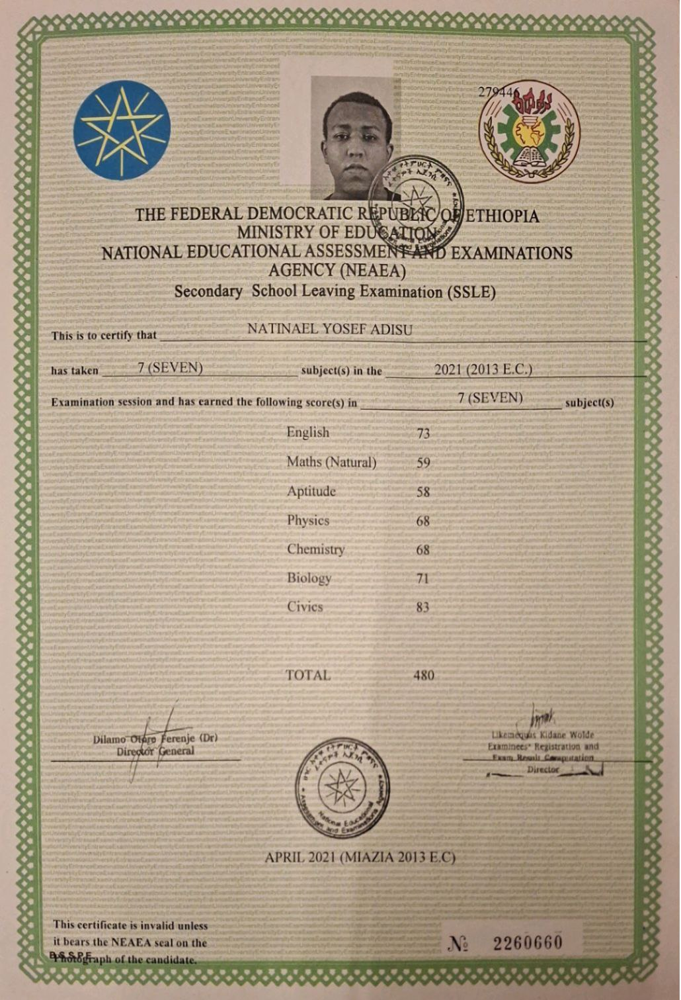 279446
THE FEDERAL DEMOCRATIC REPUBLIC OF ETHIOPIA
MINISTRY OF EDUCATION
NATIONAL EDUCATIONAL ASSESSMENT AND EXAMINATIONS
AGENCY (NEAEA)
Secondary School Leaving Examination (SSLE)
This is to certify that NATINAEL YOSEF ADISU
has taken 7 (SEVEN) subject(s) in the 2021 (2013 E.C.)
Examination session and has earned the following score(s) in 7 (SEVEN) subject(s)
English 73
Maths (Natural) 59
Aptitude 58
Physics 68
Chemistry 68
Biology 71
Civics 83
TOTAL 480
Dilamo Otoro Ferenje (Dr)
Director General
Likemequas Kidane Wolde
Examinees' Registration and
Exam Result Computation
Director
National Educational
Assessment and Examinations Agency
APRIL 2021 (MIAZIA 2013 E.C)
This certificate is invalid unless
it bears the NEAEA seal on the
Photograph of the candidate.
B.S.S.P.E
№ 2260660